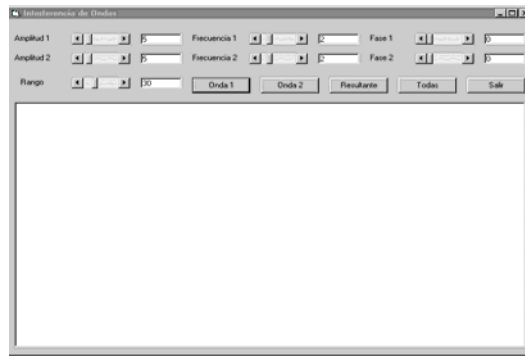 Interferencia de Ondas
Amplitud 1 5 Frecuencia 1 2 Fase 1 0
Amplitud 2 5 Frecuencia 2 2 Fase 2 0
Rango 30 Onda 1 Onda 2 Resultante Todas Salir